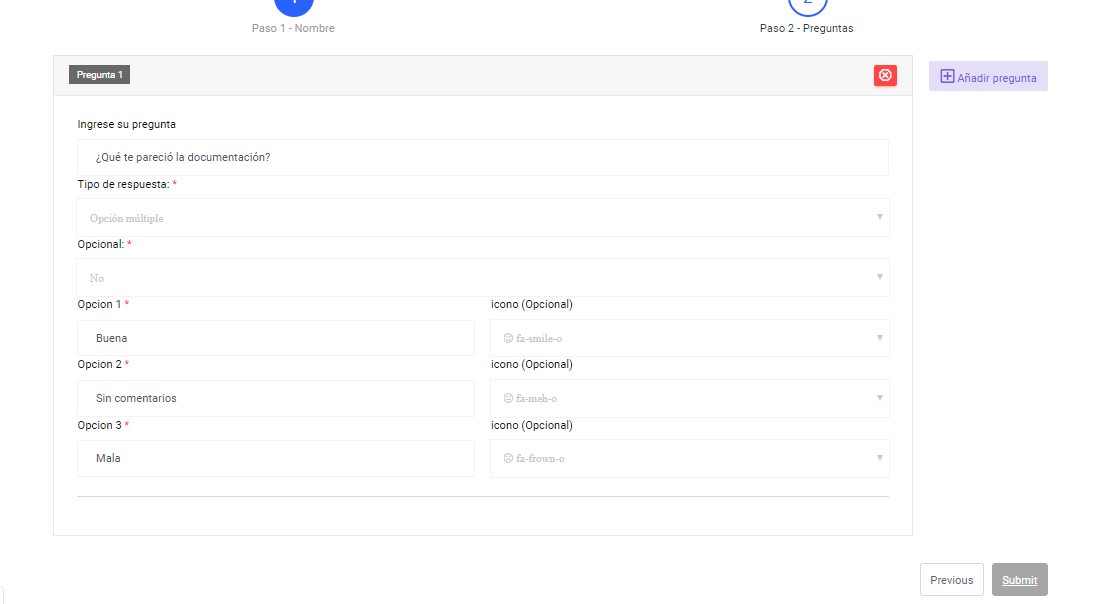 1 2
Paso 1 - Nombre Paso 2 - Preguntas
Pregunta 1
Añadir pregunta
Ingrese su pregunta
¿Qué te pareció la documentación?
Tipo de respuesta: *
Opción múltiple
Opcional: *
No
Opcion 1 * icono (Opcional)
Buena fa-smile-o
Opcion 2 * icono (Opcional)
Sin comentarios fa-meh-o
Opcion 3 * icono (Opcional)
Mala fa-frown-o
Previous Submit